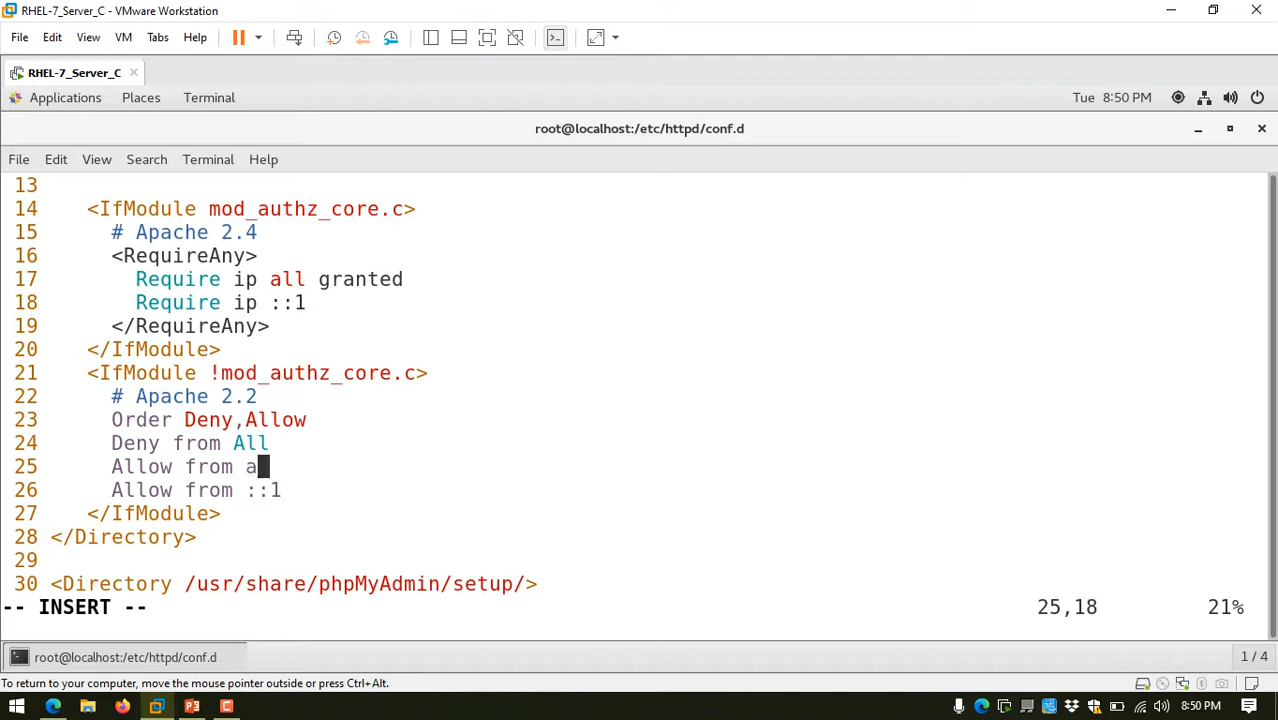 RHEL-7_Server_C - VMware Workstation
File Edit View VM Tabs Help
RHEL-7_Server_C
Applications Places Terminal Tue 8:50 PM
root@localhost:/etc/httpd/conf.d
File Edit View Search Terminal Help
13
14 <IfModule mod_authz_core.c>
15 # Apache 2.4
16 <RequireAny>
17 Require ip all granted
18 Require ip ::1
19 </RequireAny>
20 </IfModule>
21 <IfModule !mod_authz_core.c>
22 # Apache 2.2
23 Order Deny,Allow
24 Deny from All
25 Allow from a
26 Allow from ::1
27 </IfModule>
28 </Directory>
29
30 <Directory /usr/share/phpMyAdmin/setup/>
-- INSERT -- 25,18 21%
root@localhost:/etc/httpd/conf.d 1 / 4
To return to your computer, move the mouse pointer outside or press Ctrl+Alt.
8:50 PM